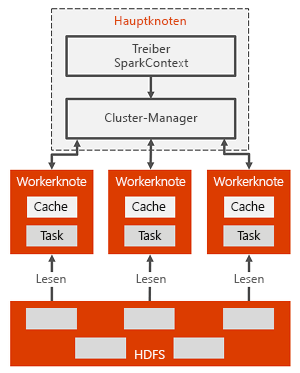 Hauptknoten
Treiber
SparkContext
Cluster-Manager
Workerknote
Workerknote
Workerknote
Cache
Cache
Cache
Task
Task
Task
Lesen
Lesen
Lesen
HDFS